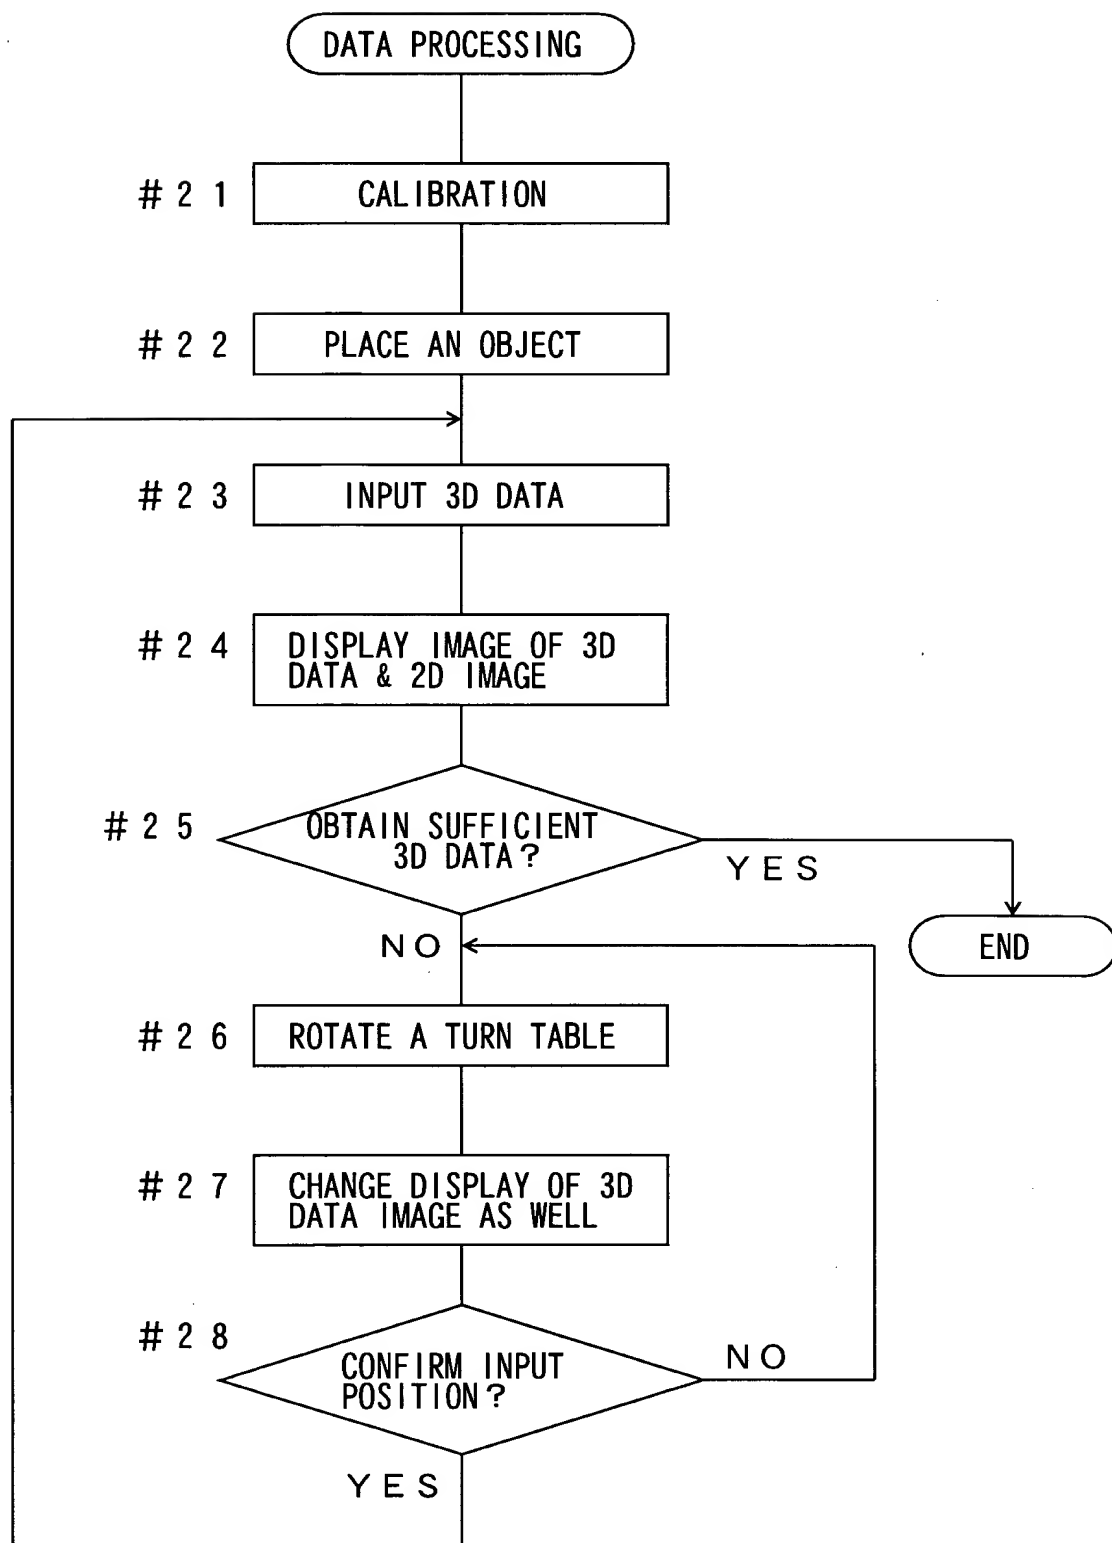 DATA PROCESSING
#21 CALIBRATION
#22 PLACE AN OBJECT
#23 INPUT 3D DATA
#24 DISPLAY IMAGE OF 3D
DATA & 2D IMAGE
#25 OBTAIN SUFFICIENT
3D DATA?
YES
NO
END
#26 ROTATE A TURN TABLE
#27 CHANGE DISPLAY OF 3D
DATA IMAGE AS WELL
#28
CONFIRM INPUT
POSITION?
NO
YES